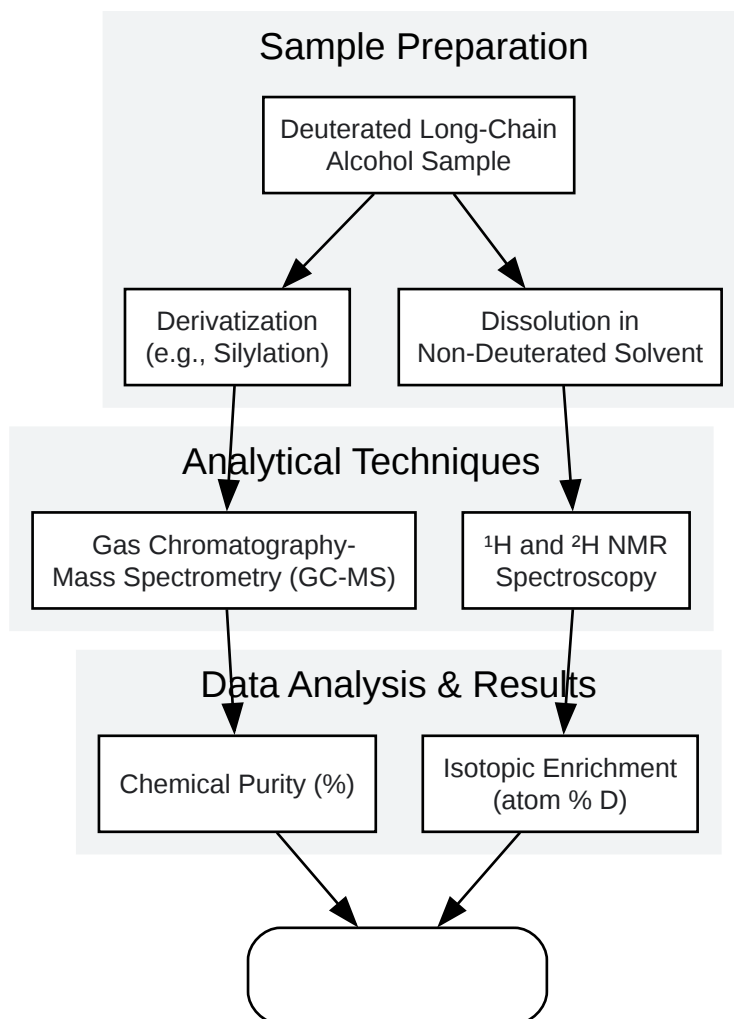 Sample Preparation
Deuterated Long-Chain
Alcohol Sample
Derivatization
(e.g., Silylation)
Dissolution in
Non-Deuterated Solvent
Analytical Techniques
Gas Chromatography-
Mass Spectrometry (GC-MS)
¹H and ²H NMR
Spectroscopy
Data Analysis & Results
Chemical Purity (%)
Isotopic Enrichment
(atom % D)